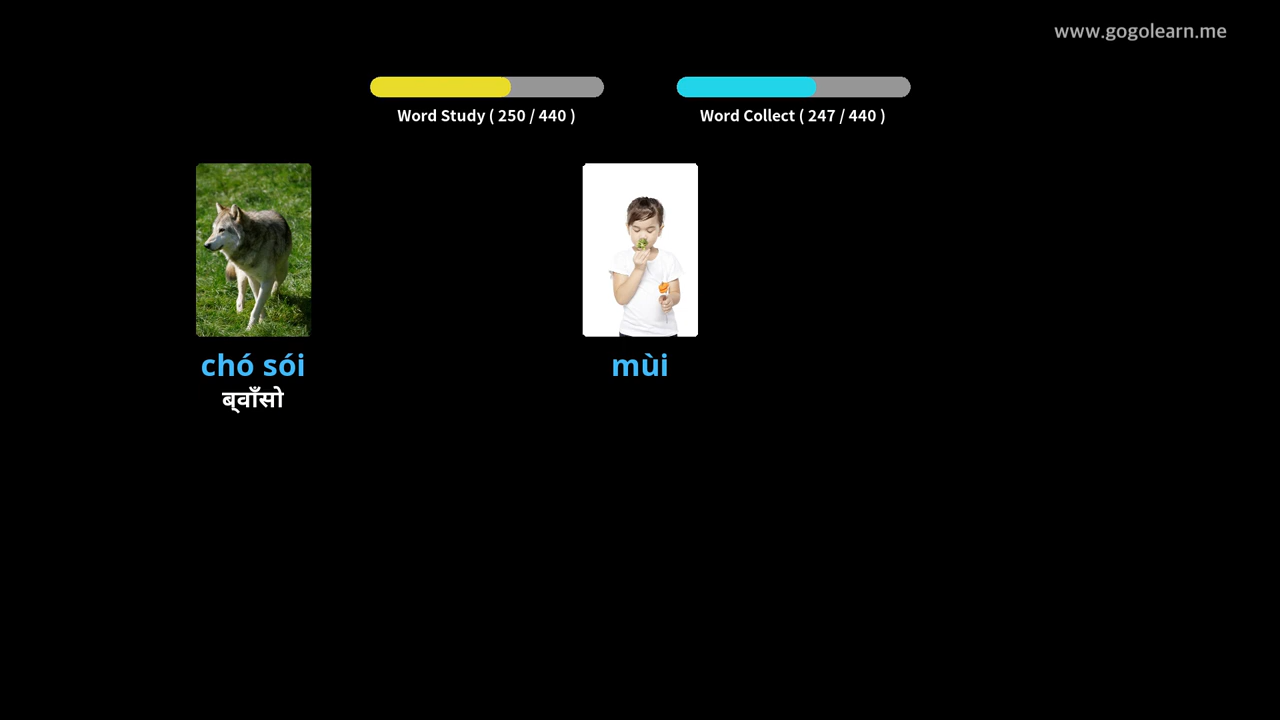 www.gogolearn.me
Word Study ( 250 / 440 )
Word Collect ( 247 / 440 )
chó sói
ब्वाँसो
mùi